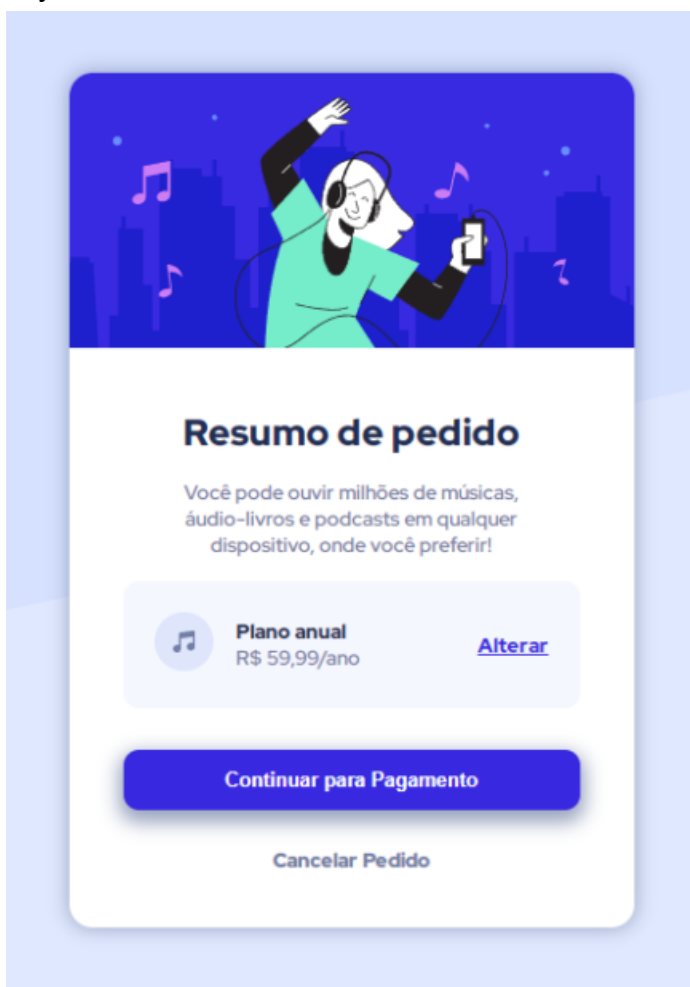 Resumo de pedido
Você pode ouvir milhões de músicas,
áudio-livros e podcasts em qualquer
dispositivo, onde você preferir!
Plano anual
R$ 59,99/ano
Alterar
Continuar para Pagamento
Cancelar Pedido